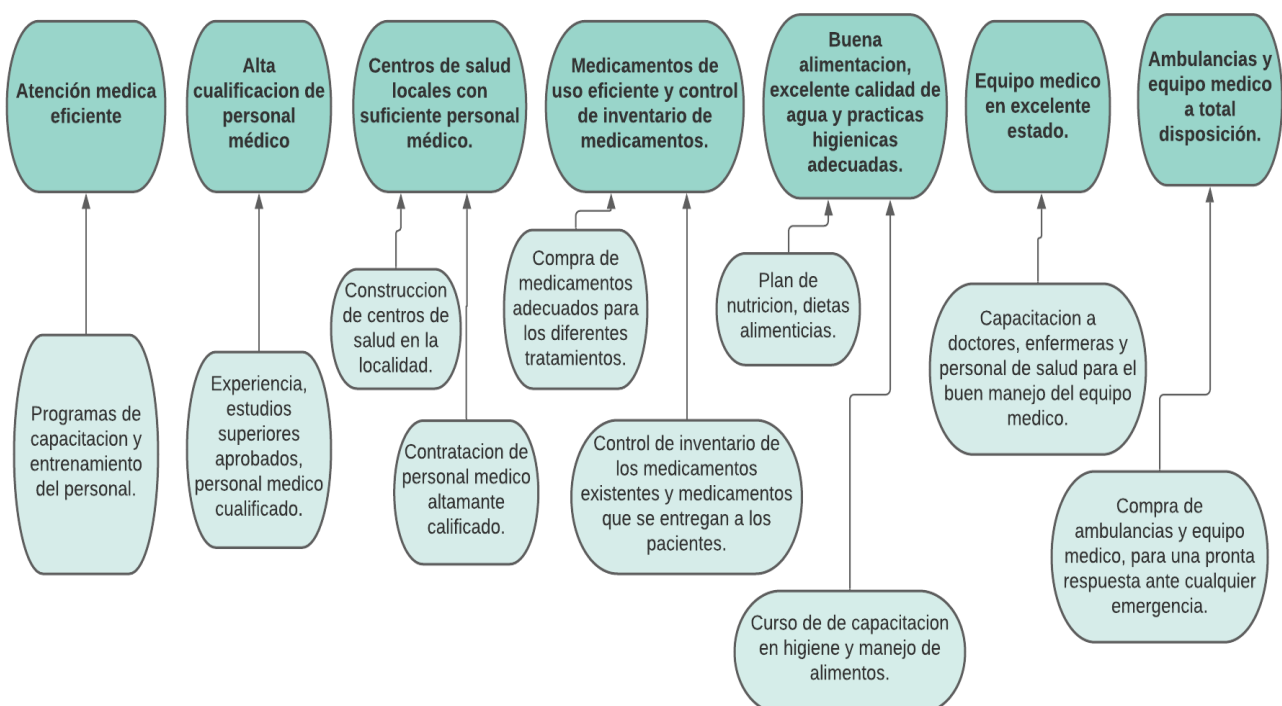 Atención medica
eficiente
Alta
cualificacion de
personal
médico
Centros de salud
locales con
suficiente personal
médico.
Medicamentos de
uso eficiente y control
de inventario de
medicamentos.
Buena
alimentacion,
excelente calidad de
agua y practicas
higienicas
adecuadas.
Equipo medico
en excelente
estado.
Ambulancias y
equipo medico
a total
disposición.
Programas de
capacitacion y
entrenamiento
del personal.
Experiencia,
estudios
superiores
aprobados,
personal medico
cualificado.
Construccion
de centros de
salud en la
localidad.
Contratacion de
personal medico
altamante
calificado.
Compra de
medicamentos
adecuados para
los diferentes
tratamientos.
Control de inventario de
los medicamentos
existentes y medicamentos
que se entregan a los
pacientes.
Plan de
nutricion, dietas
alimenticias.
Curso de de capacitacion
en higiene y manejo de
alimentos.
Capacitacion a
doctores, enfermeras y
personal de salud para el
buen manejo del equipo
medico.
Compra de
ambulancias y equipo
medico, para una pronta
respuesta ante cualquier
emergencia.